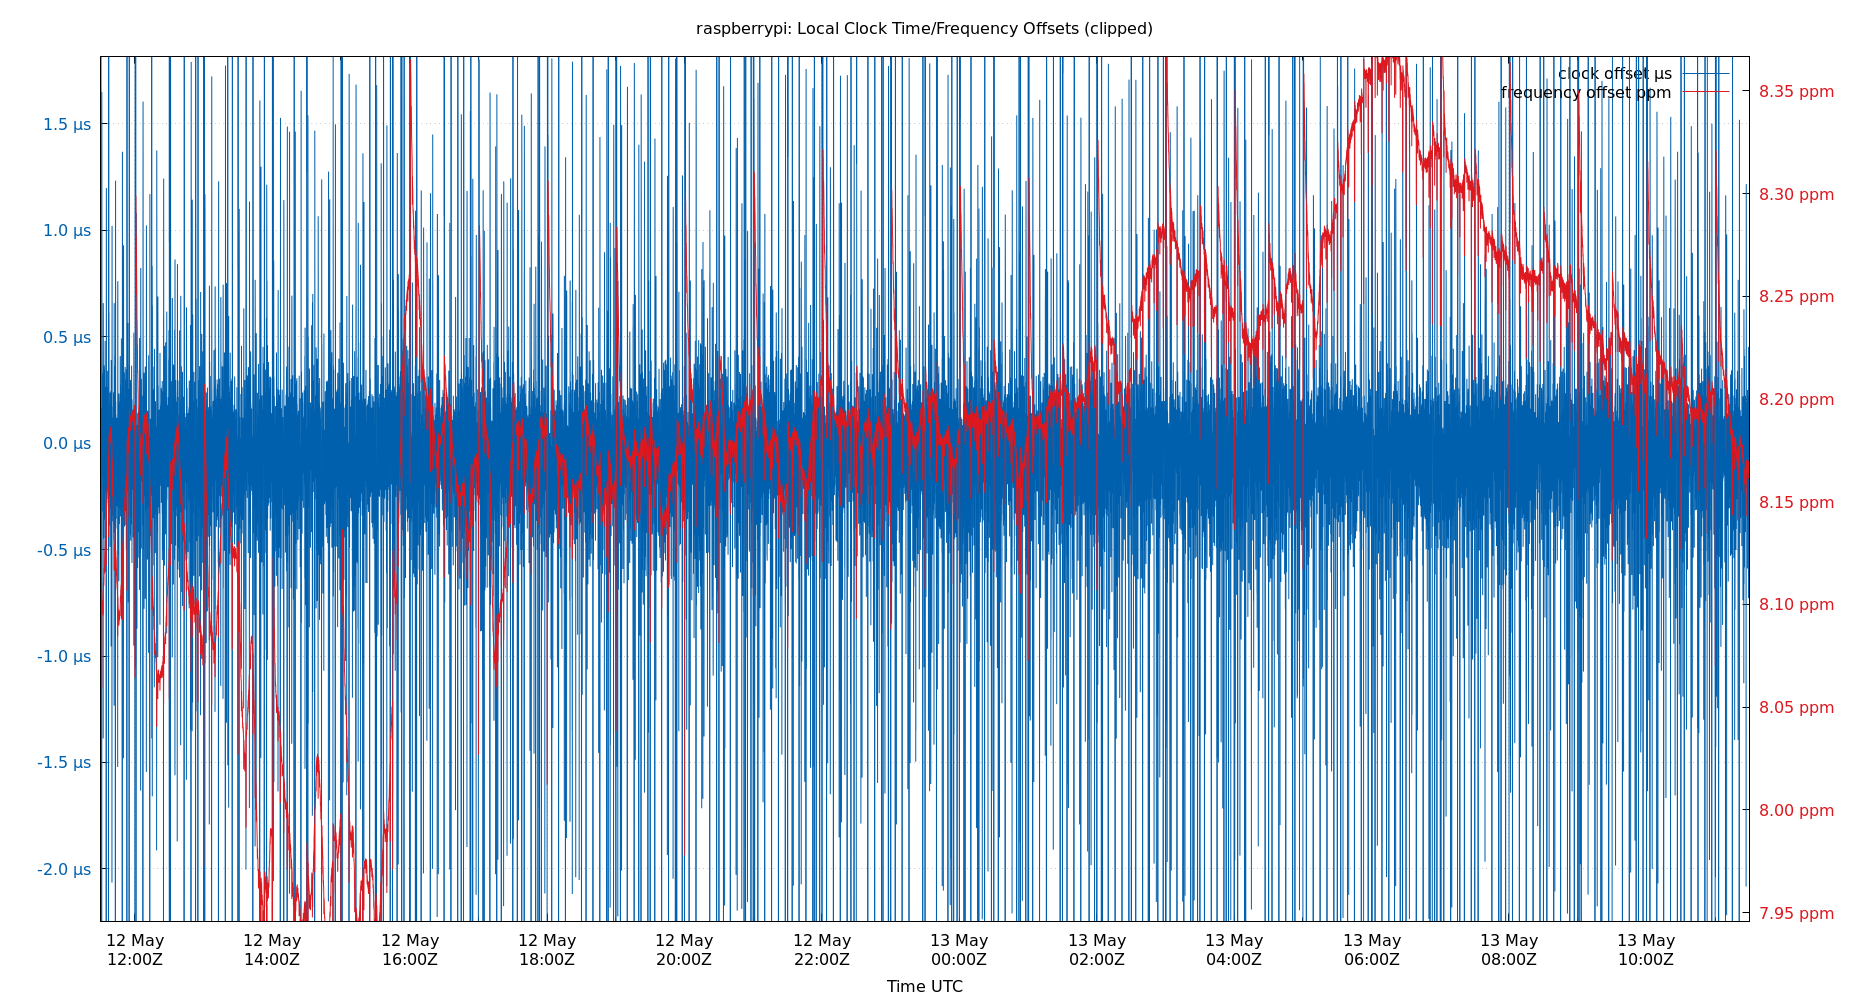 raspberrypi: Local Clock Time/Frequency Offsets (clipped)
clock offset µs
frequency offset ppm
1.5 µs
1.0 µs
0.5 µs
0.0 µs
-0.5 µs
-1.0 µs
-1.5 µs
-2.0 µs
8.35 ppm
8.30 ppm
8.25 ppm
8.20 ppm
8.15 ppm
8.10 ppm
8.05 ppm
8.00 ppm
7.95 ppm
12 May
12:00Z
12 May
14:00Z
12 May
16:00Z
12 May
18:00Z
12 May
20:00Z
12 May
22:00Z
13 May
00:00Z
13 May
02:00Z
13 May
04:00Z
13 May
06:00Z
13 May
08:00Z
13 May
10:00Z
Time UTC